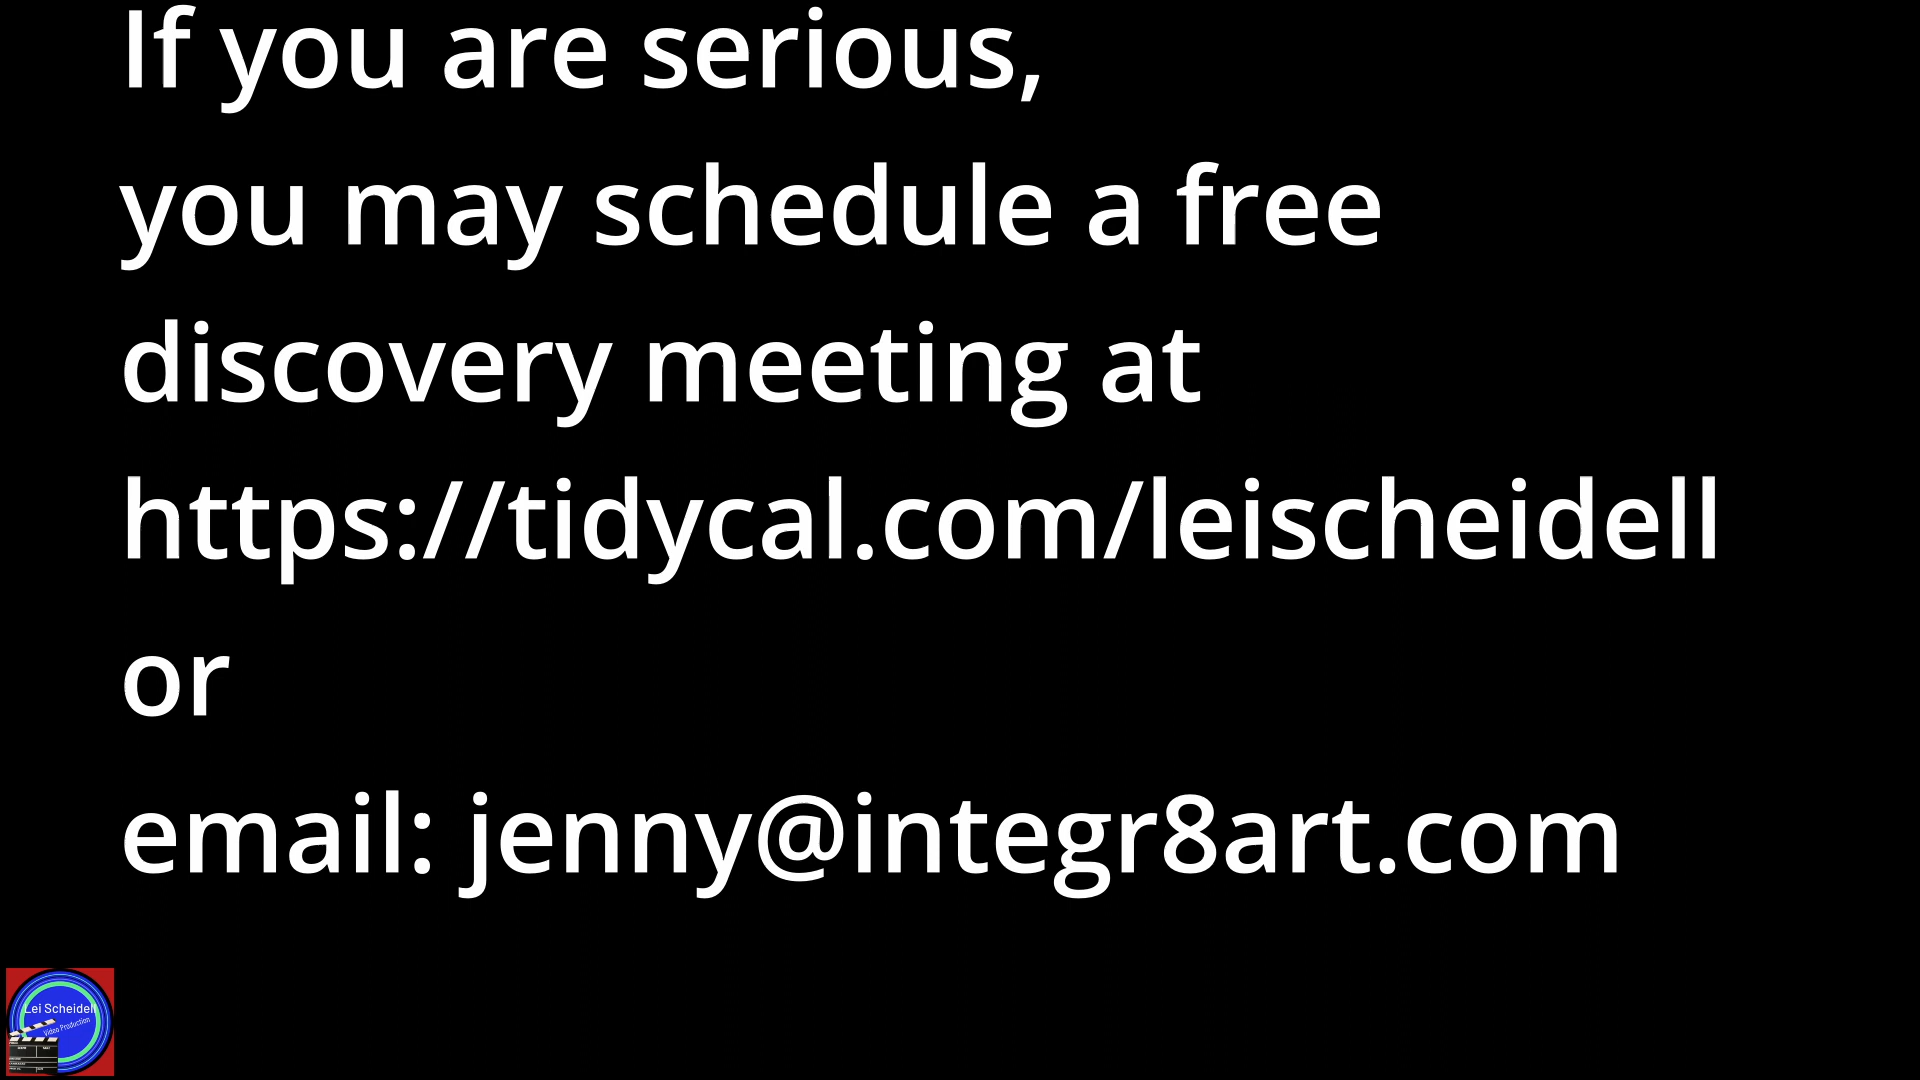 If you are serious,
you may schedule a free
discovery meeting at
https://tidycal.com/leischeidell
or
email: jenny@integr8art.com
Lei Scheidell
Video Production